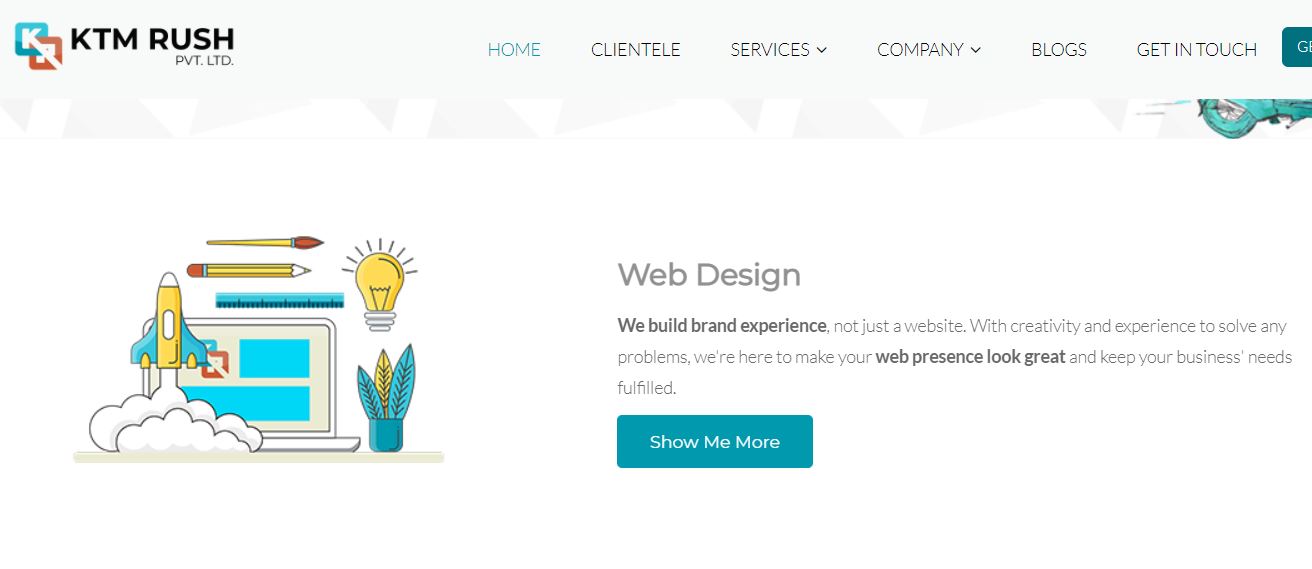 KTM RUSH
PVT. LTD.
HOME
CLIENTELE
SERVICES
COMPANY
BLOGS
GET IN TOUCH
Web Design
We build brand experience, not just a website. With creativity and experience to solve any
problems, we're here to make your web presence look great and keep your business' needs
fulfilled.
Show Me More